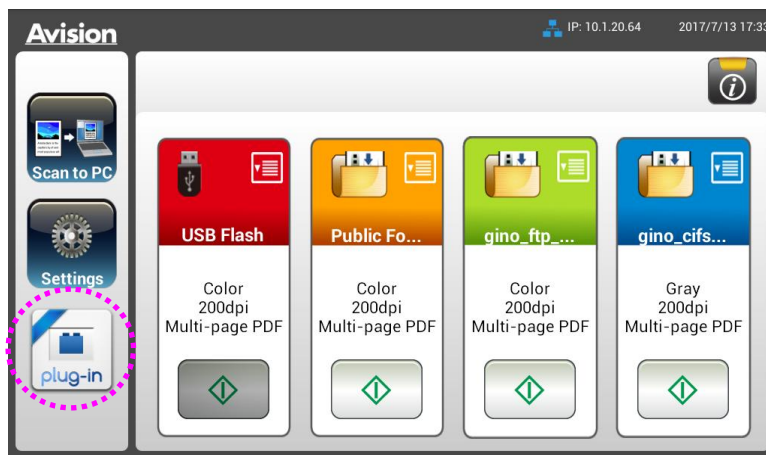 Avision
IP: 10.1.20.64 2017/7/13 17:33
Scan to PC
Settings
plug-in
USB Flash
Color
200dpi
Multi-page PDF
Public Fo...
Color
200dpi
Multi-page PDF
gino_ftp_...
Color
200dpi
Multi-page PDF
gino_cifs...
Gray
200dpi
Multi-page PDF